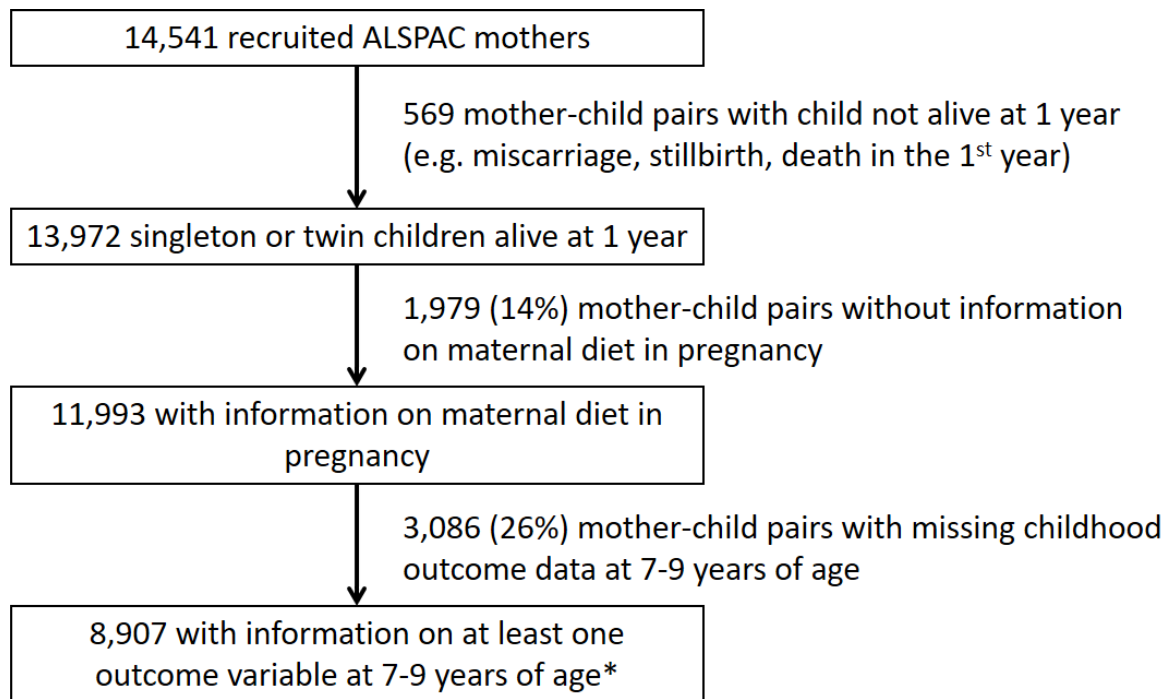 14,541 recruited ALSPAC mothers
569 mother-child pairs with child not alive at 1 year
(e.g. miscarriage, stillbirth, death in the 1st year)
13,972 singleton or twin children alive at 1 year
1,979 (14%) mother-child pairs without information
on maternal diet in pregnancy
11,993 with information on maternal diet in
pregnancy
3,086 (26%) mother-child pairs with missing childhood
outcome data at 7-9 years of age
8,907 with information on at least one
outcome variable at 7-9 years of age*